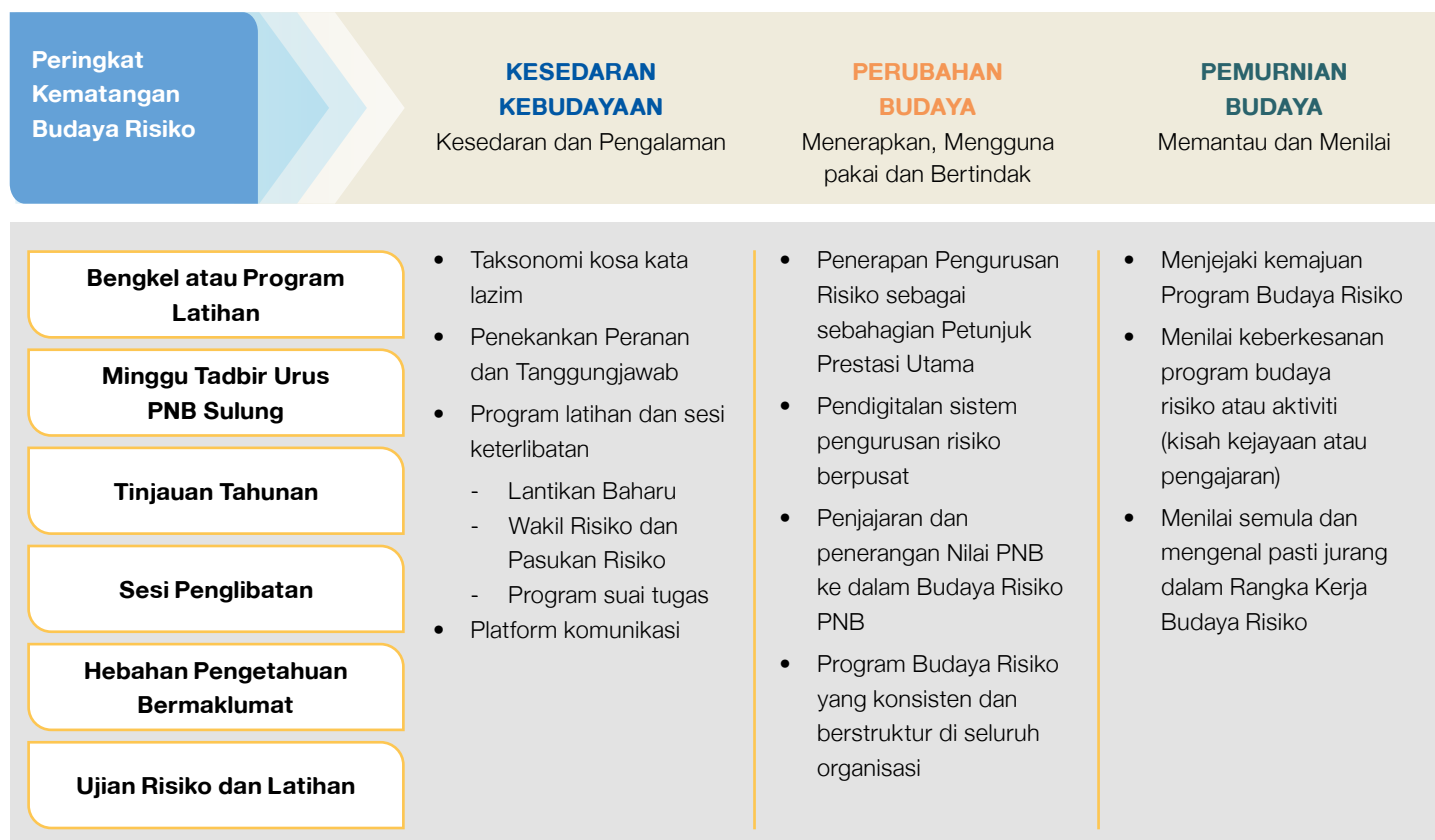 Peringkat
Kematangan
Budaya Risiko
KESEDARAN
KEBUDAYAAN
Kesedaran dan Pengalaman
PERUBAHAN
BUDAYA
Menerapkan, Mengguna
pakai dan Bertindak
PEMURNIAN
BUDAYA
Memantau dan Menilai
Bengkel atau Program
Latihan
Minggu Tadbir Urus
PNB Sulung
Tinjauan Tahunan
Sesi Penglibatan
Hebahan Pengetahuan
Bermaklumat
Ujian Risiko dan Latihan
• Taksonomi kosa kata
lazim
• Penekankan Peranan
dan Tanggungjawab
• Program latihan dan sesi
keterlibatan
- Lantikan Baharu
- Wakil Risiko dan
Pasukan Risiko
- Program suai tugas
• Platform komunikasi
• Penerapan Pengurusan
Risiko sebagai
sebahagian Petunjuk
Prestasi Utama
• Pendigitalan sistem
pengurusan risiko
berpusat
• Penjajaran dan
penerangan Nilai PNB
ke dalam Budaya Risiko
PNB
• Program Budaya Risiko
yang konsisten dan
berstruktur di seluruh
organisasi
• Menjejaki kemajuan
Program Budaya Risiko
• Menilai keberkesanan
program budaya
risiko atau aktiviti
(kisah kejayaan atau
pengajaran)
• Menilai semula dan
mengenal pasti jurang
dalam Rangka Kerja
Budaya Risiko